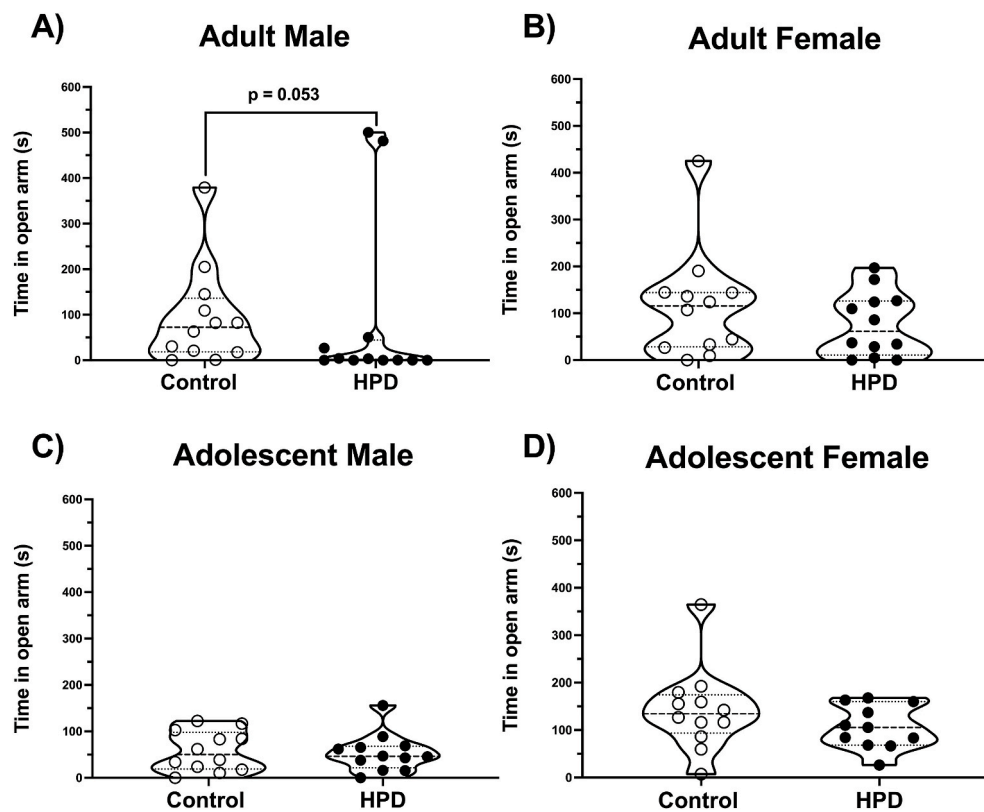 A)
Adult Male
Time in open arm (s)
600
500
400
300
200
100
0
p = 0.053
Control
HPD
B)
Adult Female
Time in open arm (s)
600
500
400
300
200
100
0
Control
HPD
C)
Adolescent Male
Time in open arm (s)
600
500
400
300
200
100
0
Control
HPD
D)
Adolescent Female
Time in open arm (s)
600
500
400
300
200
100
0
Control
HPD